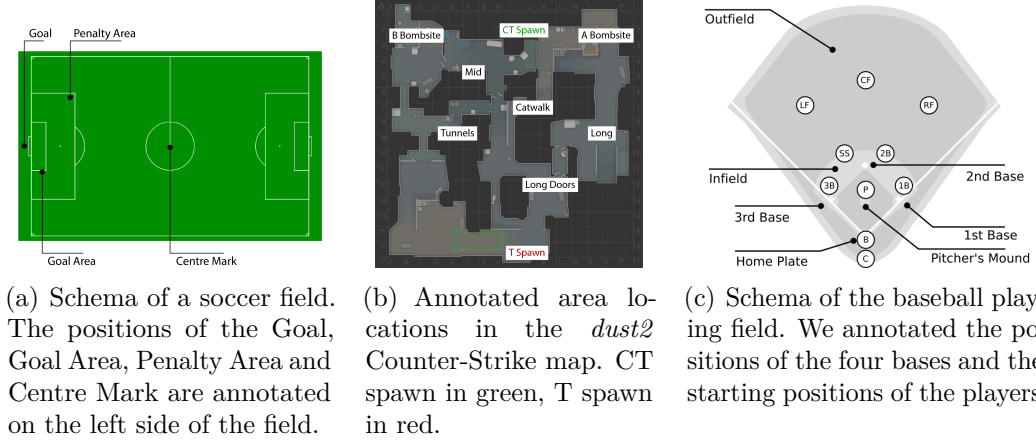 Goal
Penalty Area
Goal Area
Centre Mark
(a) Schema of a soccer field.
The positions of the Goal,
Goal Area, Penalty Area and
Centre Mark are annotated
on the left side of the field.
B Bombsite
CT Spawn
A Bombsite
Mid
Catwalk
Tunnels
Long
Long Doors
T Spawn
(b) Annotated area lo-
cations in the dust2
Counter-Strike map. CT
spawn in green, T spawn
in red.
Outfield
CF
LF
RF
SS
2B
Infield
2nd Base
3B
P
1B
3rd Base
1st Base
Home Plate
B
Pitcher's Mound
C
(c) Schema of the baseball play
ing field. We annotated the po
sitions of the four bases and the
starting positions of the players